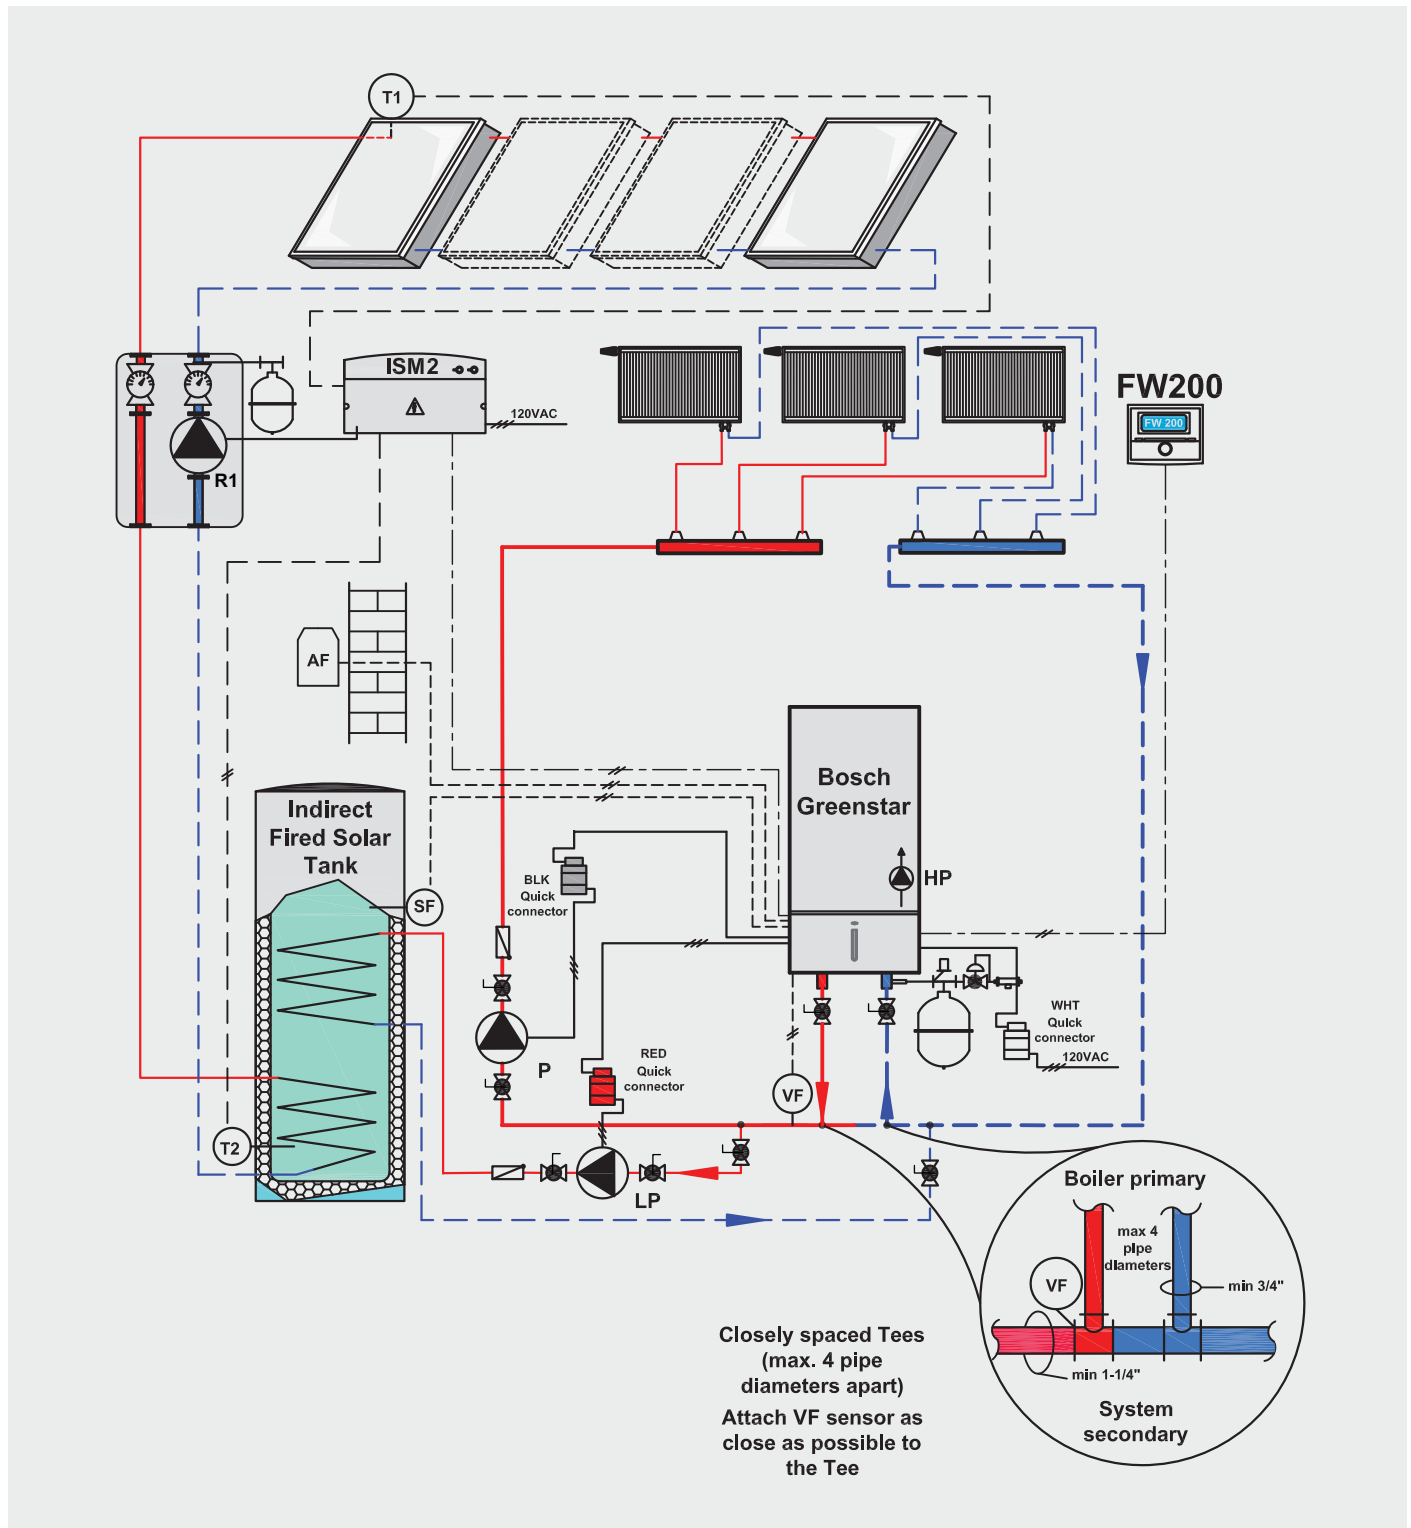 T1
ISM2
120VAC
R1
FW200
FW 200
AF
Bosch
Greenstar
HP
Indirect
Fired Solar
Tank
SF
BLK
Quick
connector
P
RED
Quick
connector
VF
WHT
Quick
connector
120VAC
T2
LP
Boiler primary
max 4
pipe
diameters
VF
min 3/4"
min 1-1/4"
System
secondary
Closely spaced Tees
(max. 4 pipe
diameters apart)
Attach VF sensor as
close as possible to
the Tee